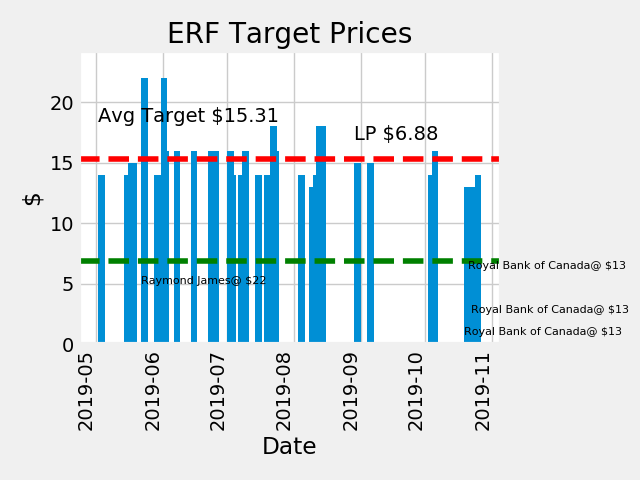 ERF Target Prices
$
20
15
10
5
0
Avg Target $15.31
LP $6.88
Royal Bank of Canada@ $13
Raymond James@ $22
Royal Bank of Canada@ $13
Royal Bank of Canada@ $13
2019-05
2019-06
2019-07
2019-08
2019-09
2019-10
2019-11
Date